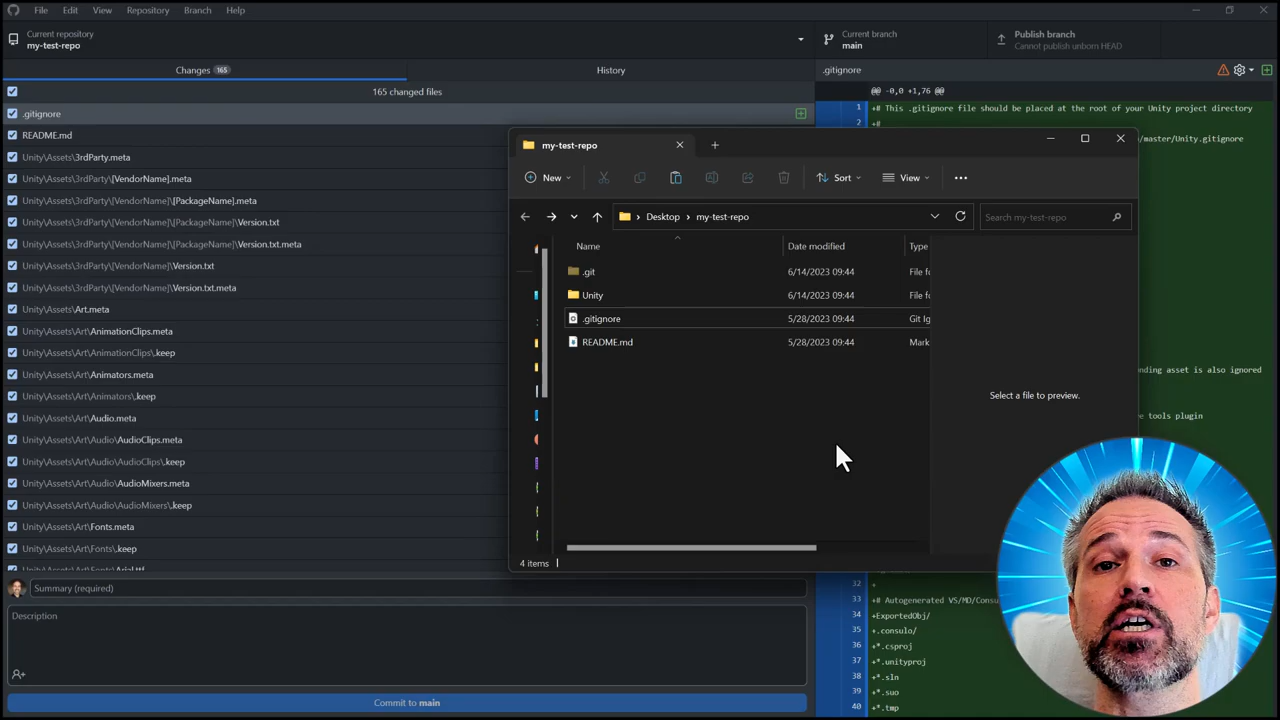 File Edit View Repository Branch Help
Current repository
my-test-repo
Current branch
main
Publish branch
Cannot publish unborn HEAD
Changes 165
History
.gitignore
165 changed files
@@ -0,0 +1,76 @@
.gitignore
README.md
Unity\Assets\3rdParty.meta
Unity\Assets\3rdParty\[VendorName].meta
Unity\Assets\3rdParty\[VendorName]\[PackageName].meta
Unity\Assets\3rdParty\[VendorName]\[PackageName]\Version.txt
Unity\Assets\3rdParty\[VendorName]\[PackageName]\Version.txt.meta
Unity\Assets\3rdParty\[VendorName]\Version.txt
Unity\Assets\3rdParty\[VendorName]\Version.txt.meta
Unity\Assets\Art.meta
Unity\Assets\Art\AnimationClips.meta
Unity\Assets\Art\AnimationClips\.keep
Unity\Assets\Art\Animators.meta
Unity\Assets\Art\Animators\.keep
Unity\Assets\Art\Audio.meta
Unity\Assets\Art\Audio\AudioClips.meta
Unity\Assets\Art\Audio\AudioClips\.keep
Unity\Assets\Art\Audio\AudioMixers.meta
Unity\Assets\Art\Audio\AudioMixers\.keep
Unity\Assets\Art\Fonts.meta
Unity\Assets\Art\Fonts\.keep
Summary (required)
Description
Commit to main
my-test-repo
New
Sort
View
Desktop
my-test-repo
Search my-test-repo
Name
Date modified
Type
.git 6/14/2023 09:44 File fo
Unity 6/14/2023 09:44 File fo
.gitignore 5/28/2023 09:44 Git Ig
README.md 5/28/2023 09:44 Mark
Select a file to preview.
4 items
1 +# This .gitignore file should be placed at the root of your Unity project directory
2 +#
/master/Unity.gitignore
nding asset is also ignored
e tools plugin
32 +
33 +# Autogenerated VS/MD/Consu
34 +ExportedObj/
35 +.consulo/
36 +*.csproj
37 +*.unityproj
38 +*.sln
39 +*.suo
40 +*.tmp